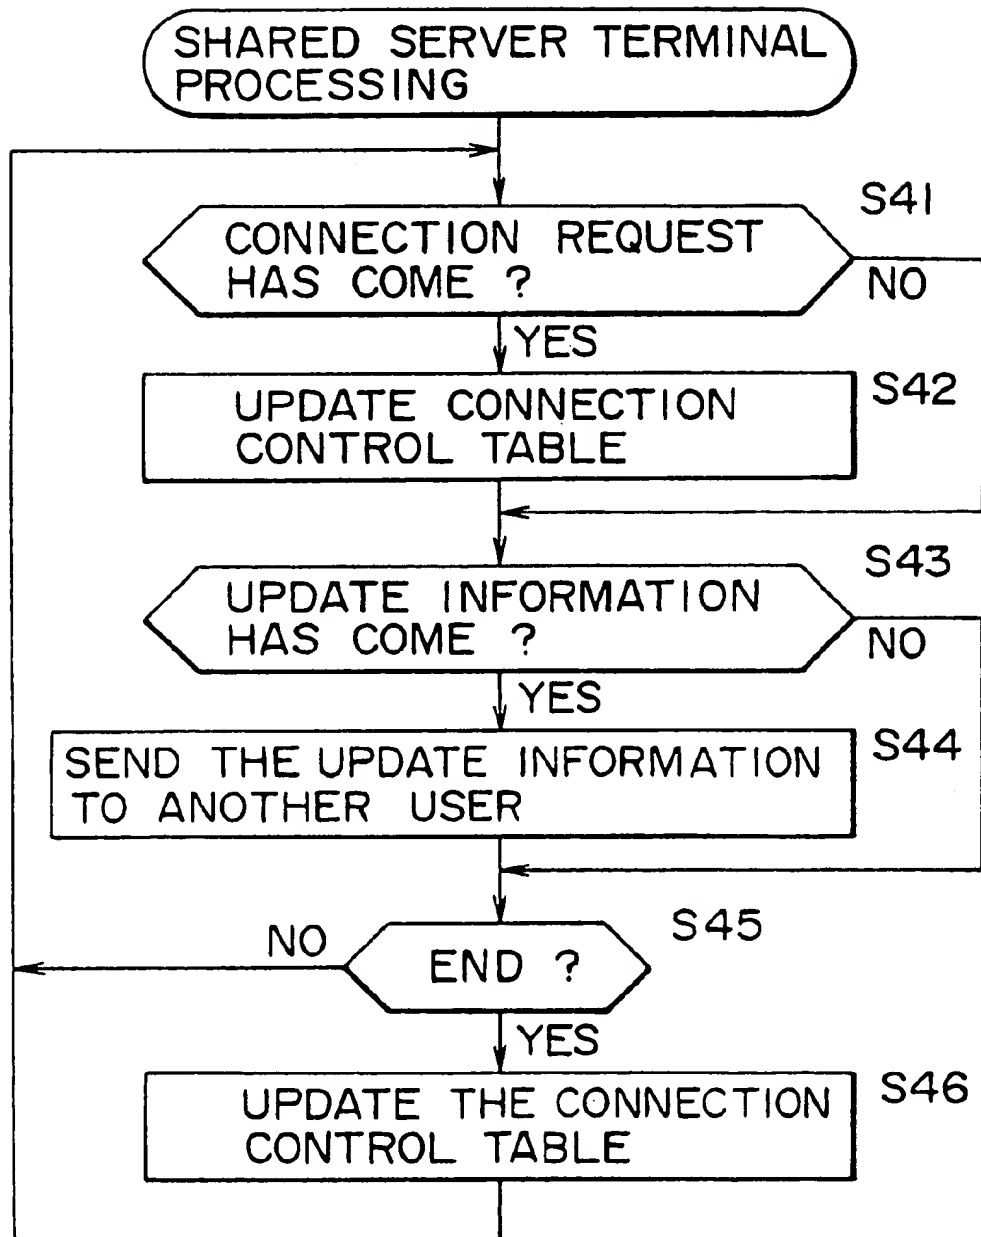 SHARED SERVER TERMINAL
PROCESSING
S41
CONNECTION REQUEST
HAS COME ?
NO
YES
S42
UPDATE CONNECTION
CONTROL TABLE
S43
UPDATE INFORMATION
HAS COME ?
NO
YES
S44
SEND THE UPDATE INFORMATION
TO ANOTHER USER
S45
NO
END ?
YES
S46
UPDATE THE CONNECTION
CONTROL TABLE